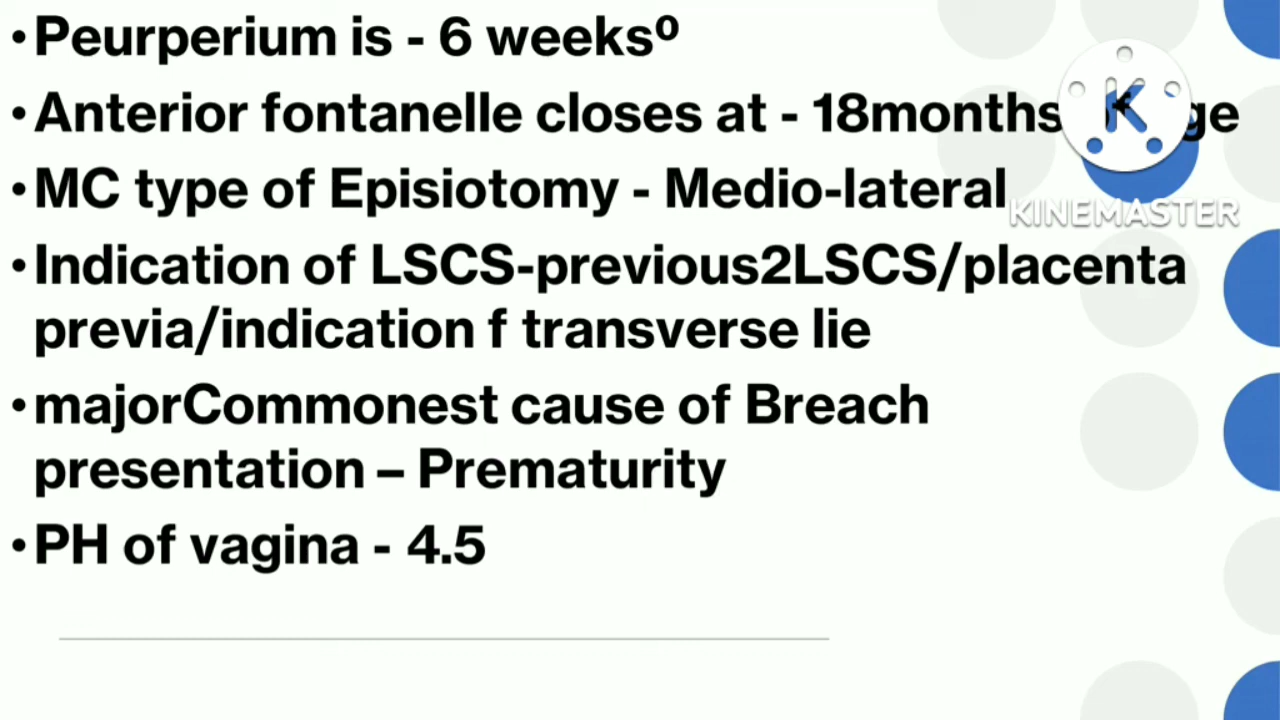 •Peurperium is - 6 weeksº
•Anterior fontanelle closes at - 18months
•MC type of Episiotomy - Medio-lateral
KINEMASTER
•Indication of LSCS-previous2LSCS/placenta
previa/indication f transverse lie
•majorCommonest cause of Breach
presentation – Prematurity
•PH of vagina - 4.5